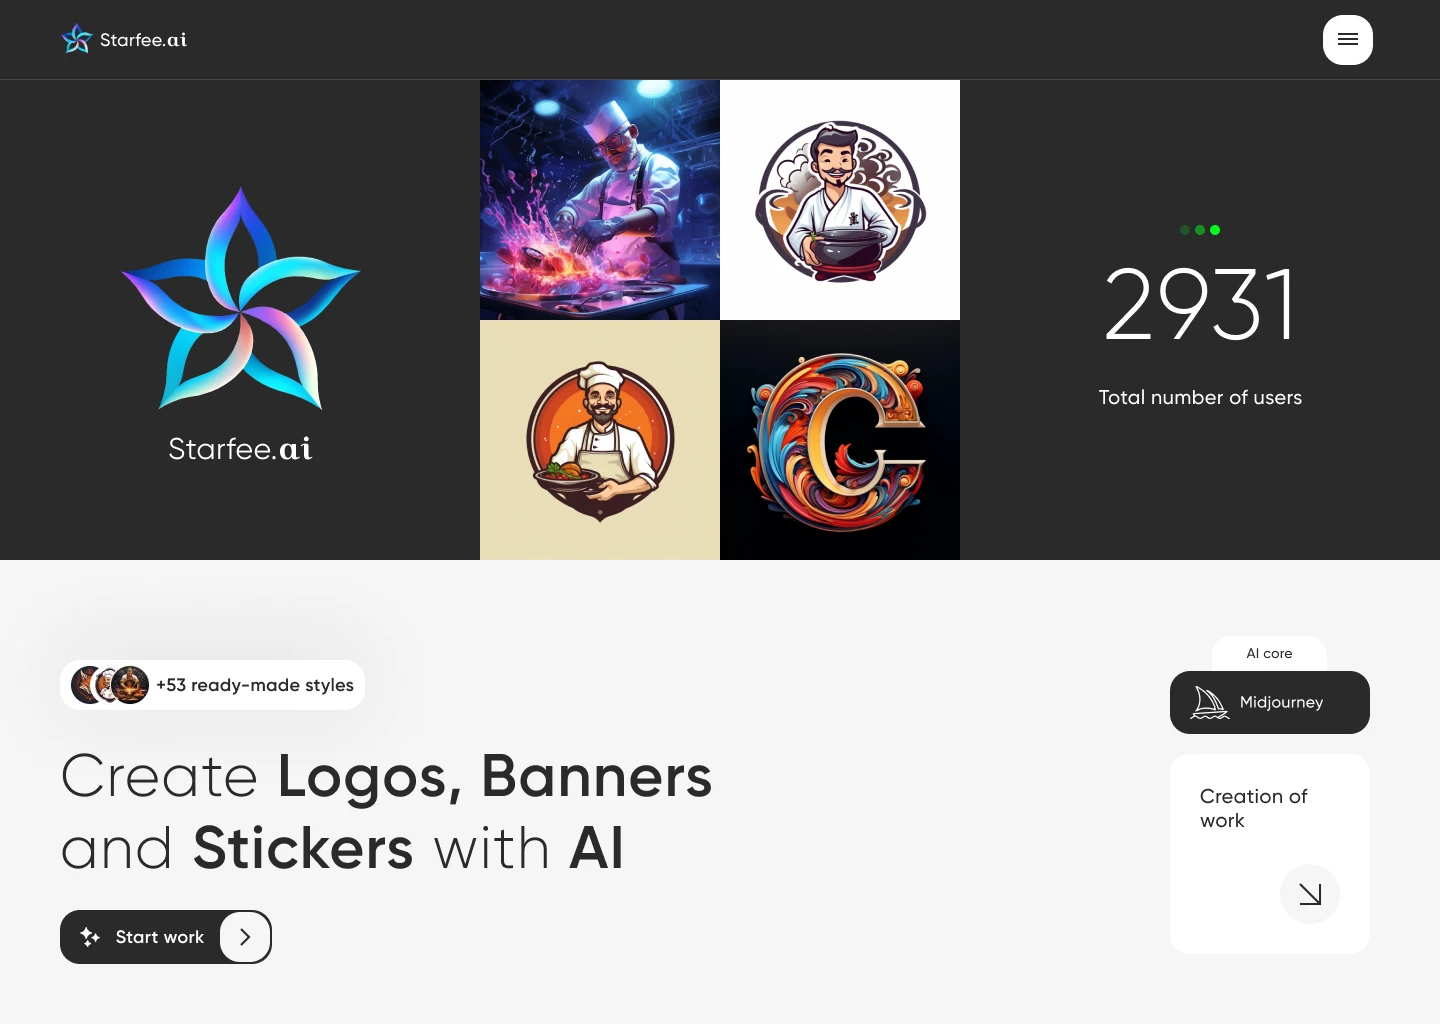 Starfee.ai
Starfee.ai
C
2931
Total number of users
+53 ready-made styles
Create Logos, Banners
and Stickers with AI
Start work
AI core
Midjourney
Creation of
work